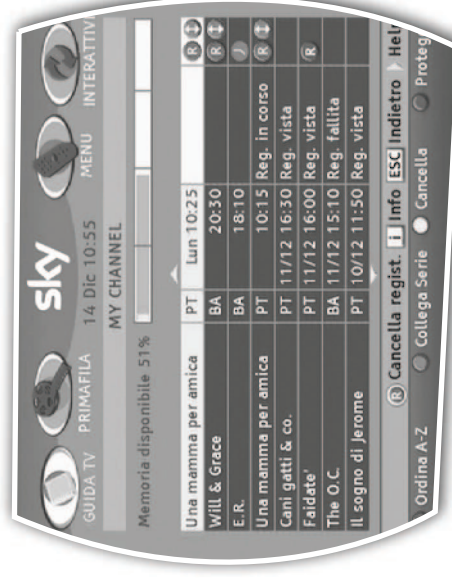 GUIDA TV PRIMAFILA sky MENU INTERATTIVI
14 Dic 10:55
MY CHANNEL
Memoria disponibile 51%
Una mamma per amica PT Lun 10:25 R
Will & Grace BA 20:30 R
E.R. BA 18:10
Una mamma per amica PT 10:15 Reg. in corso R
Cani gatti & co. PT 11/12 16:30 Reg. vista
Faidate' PT 11/12 16:00 Reg. vista R
The O.C. BA 11/12 15:10 Reg. fallita
Il sogno di Jerome PT 10/12 11:50 Reg. vista
R Cancella regist. i Info ESC Indietro Hel
Ordina A-Z Collega Serie Cancella Proteg